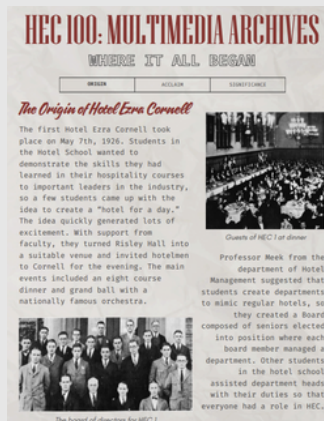 HEC 100: MULTIMEDIA ARCHIVES
WHERE IT ALL BEGAN
ORIGIN
ACCLAIM
SIGNIFICANCE
The Origin of Hotel Ezra Cornell
The first Hotel Ezra Cornell took
place on May 7th, 1926. Students in
the Hotel School wanted to
demonstrate the skills they had
learned in their hospitality courses
to important leaders in the industry,
so a few students came up with the
idea to create a "hotel for a day."
The idea quickly generated lots of
excitement. With support from
faculty, they turned Risley Hall into
a suitable venue and invited hotelmen
to Cornell for the evening. The main
events included an eight course
dinner and grand ball with a
nationally famous orchestra.
The board of directors for HEC 1
Guests of HEC 1 at dinner
Professor Meek from the
department of Hotel
Management suggested that
students create departments
to mimic regular hotels, so
they created a Board
composed of seniors elected
into position where each
board member managed a
department. Other students
in the hotel school
assisted department heads
with their duties so that
everyone had a role in HEC.